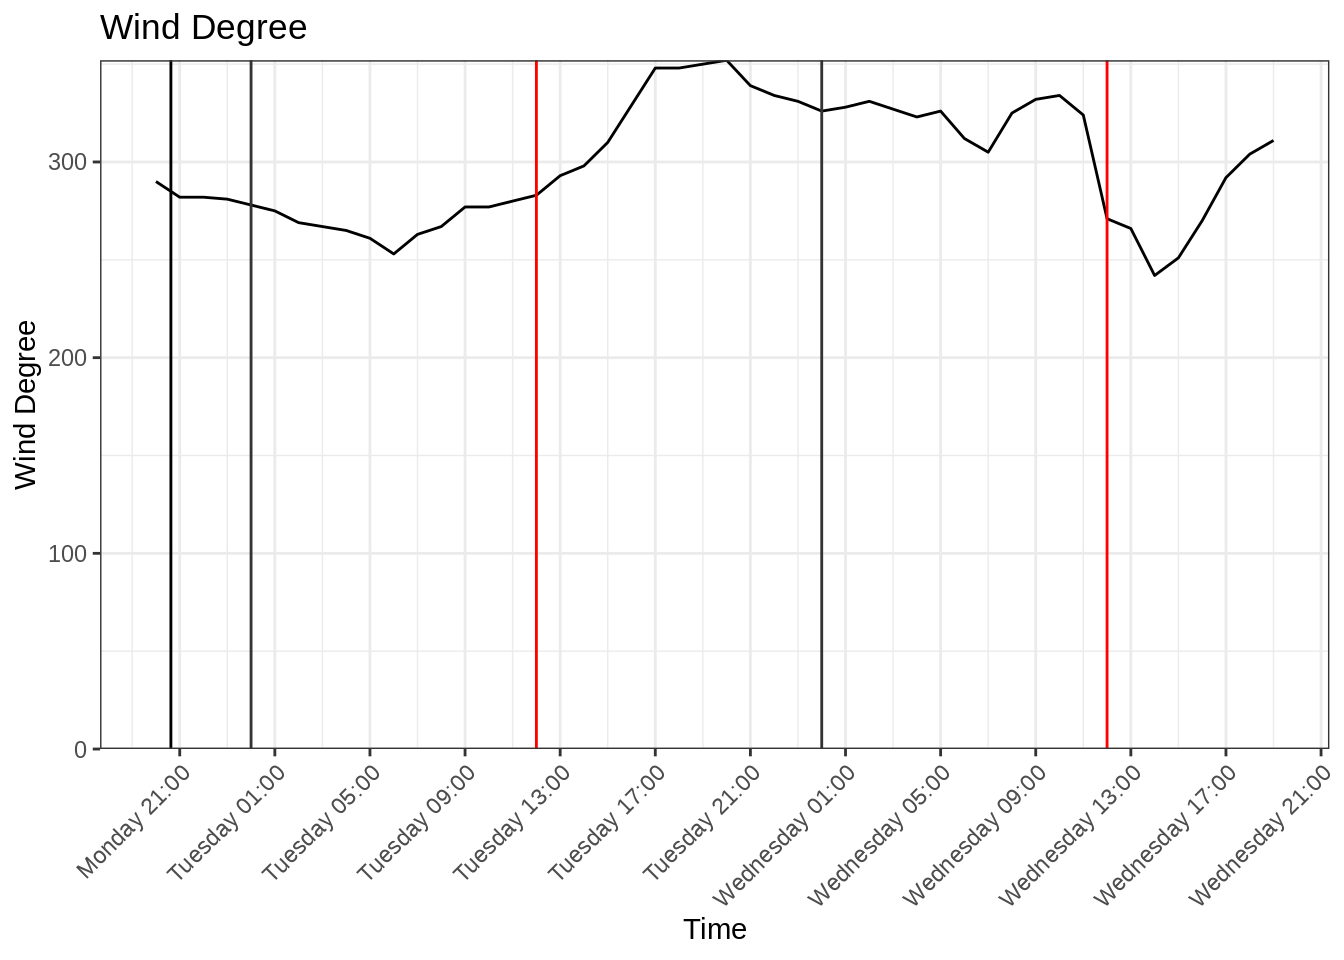 Wind Degree
Wind Degree
300
200
100
0
Monday 21:00
Tuesday 01:00
Tuesday 05:00
Tuesday 09:00
Tuesday 13:00
Tuesday 17:00
Tuesday 21:00
Wednesday 01:00
Wednesday 05:00
Wednesday 09:00
Wednesday 13:00
Wednesday 17:00
Wednesday 21:00
Time